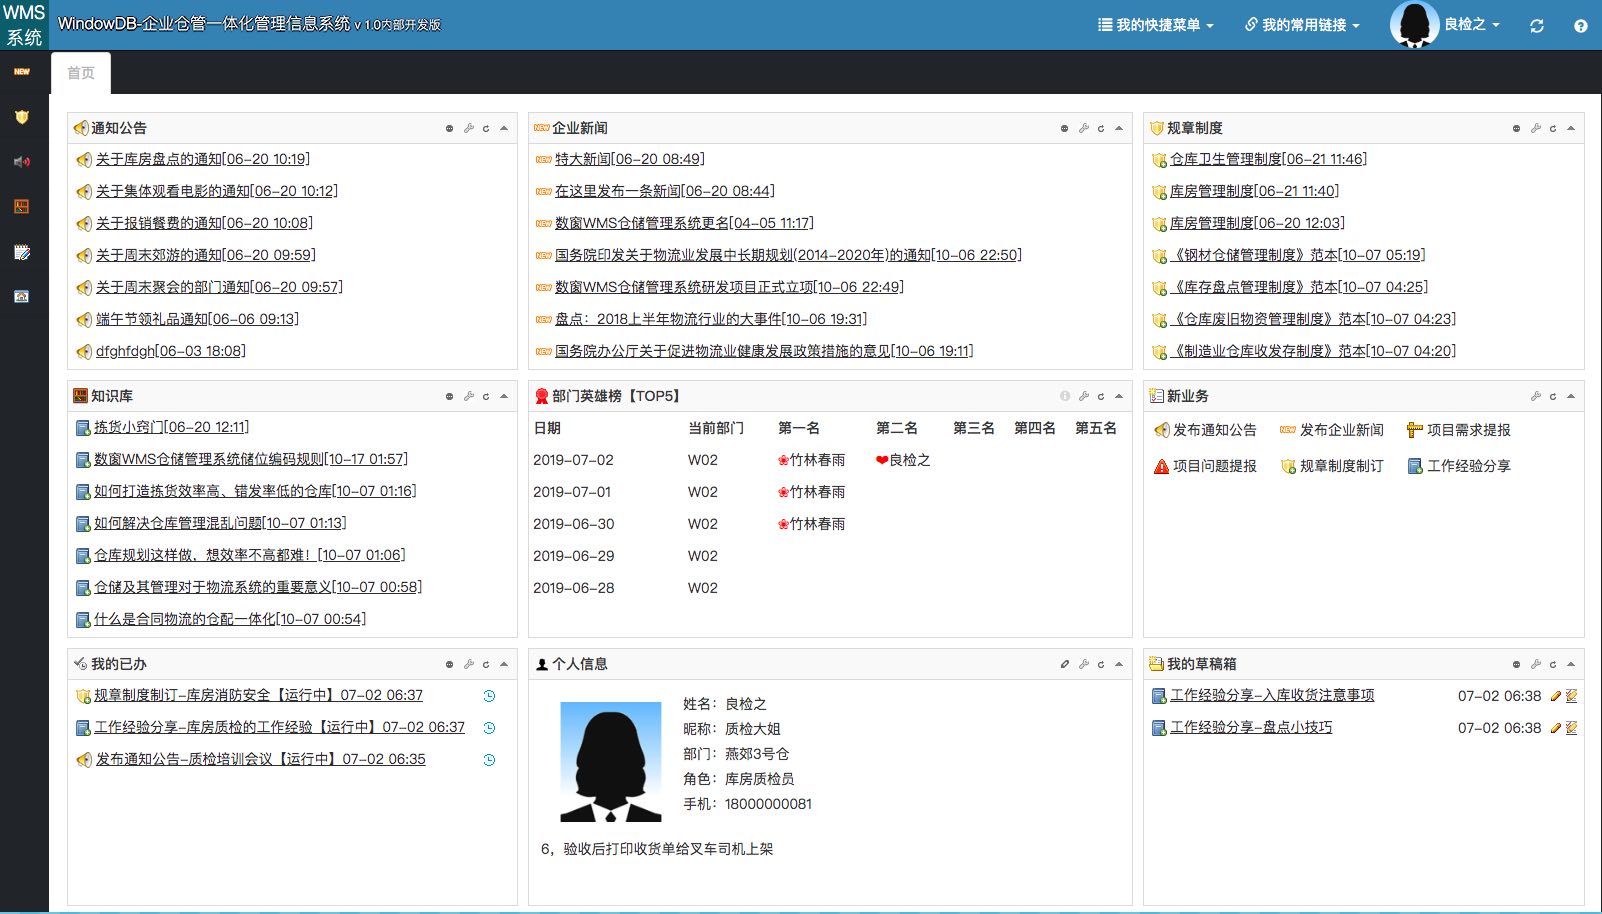 WMS
系统
WindowDB-企业仓管一体化管理信息系统 v 1.0内部开发版
我的快捷菜单
我的常用链接
良检之
NEW
首页
通知公告
关于库房盘点的通知[06-20 10:19]
关于集体观看电影的通知[06-20 10:12]
关于报销餐费的通知[06-20 10:08]
关于周末郊游的通知[06-20 09:59]
关于周末聚会的部门通知[06-20 09:57]
端午节领礼品通知[06-06 09:13]
dfghfdgh[06-03 18:08]
NEW 企业新闻
NEW 特大新闻[06-20 08:49]
NEW 在这里发布一条新闻[06-20 08:44]
NEW 数窗WMS仓储管理系统更名[04-05 11:17]
NEW 国务院印发关于物流业发展中长期规划(2014-2020年)的通知[10-06 22:50]
NEW 数窗WMS仓储管理系统研发项目正式立项[10-06 22:49]
NEW 盘点：2018上半年物流行业的大事件[10-06 19:31]
NEW 国务院办公厅关于促进物流业健康发展政策措施的意见[10-06 19:11]
规章制度
仓库卫生管理制度[06-21 11:46]
库房管理制度[06-21 11:40]
库房管理制度[06-20 12:03]
《钢材仓储管理制度》范本[10-07 05:19]
《库存盘点管理制度》范本[10-07 04:25]
《仓库废旧物资管理制度》范本[10-07 04:23]
《制造业仓库收发存制度》范本[10-07 04:20]
知识库
拣货小窍门[06-20 12:11]
数窗WMS仓储管理系统储位编码规则[10-17 01:57]
如何打造拣货效率高、错发率低的仓库[10-07 01:16]
如何解决仓库管理混乱问题[10-07 01:13]
仓库规划这样做，想效率不高都难！[10-07 01:06]
仓储及其管理对于物流系统的重要意义[10-07 00:58]
什么是合同物流的仓配一体化[10-07 00:54]
部门英雄榜【TOP5】
日期 当前部门 第一名 第二名 第三名 第四名 第五名
2019-07-02 W02 竹林春雨 良检之
2019-07-01 W02 竹林春雨
2019-06-30 W02 竹林春雨
2019-06-29 W02
2019-06-28 W02
新业务
发布通知公告 NEW 发布企业新闻 项目需求提报
项目问题提报 规章制度制订 工作经验分享
我的已办
规章制度制订-库房消防安全【运行中】07-02 06:37
工作经验分享-库房质检的工作经验【运行中】07-02 06:37
发布通知公告-质检培训会议【运行中】07-02 06:35
个人信息
姓名：良检之
昵称：质检大姐
部门：燕郊3号仓
角色：库房质检员
手机：18000000081
6，验收后打印收货单给叉车司机上架
我的草稿箱
工作经验分享-入库收货注意事项 07-02 06:38
工作经验分享-盘点小技巧 07-02 06:38